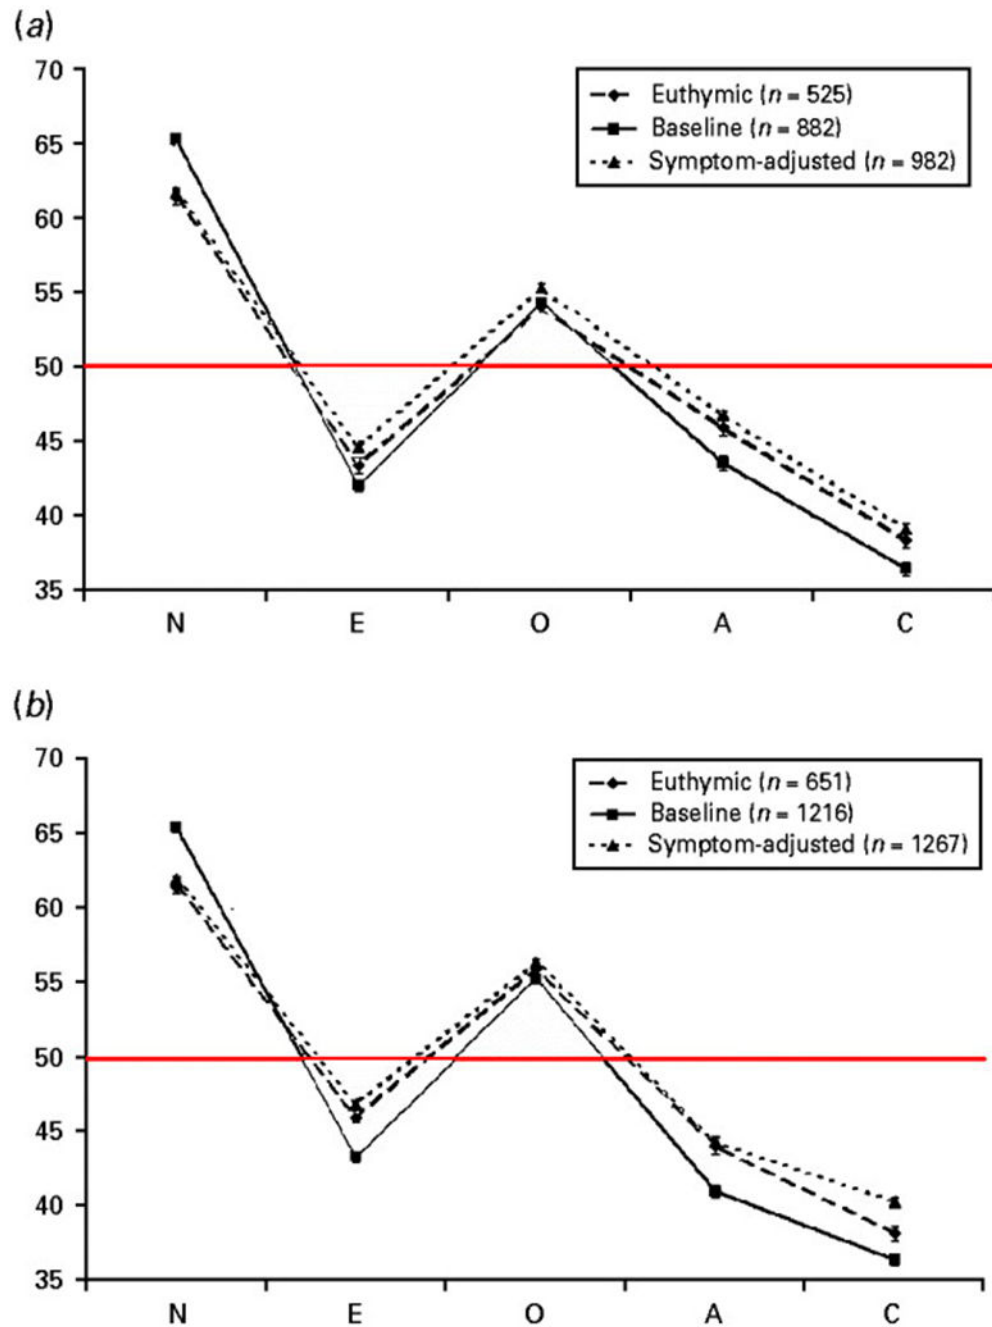 (a)
70
65
60
55
50
45
40
35
Euthymic (n = 525)
Baseline (n = 882)
Symptom-adjusted (n = 982)
N E O A C
(b)
70
65
60
55
50
45
40
35
Euthymic (n = 651)
Baseline (n = 1216)
Symptom-adjusted (n = 1267)
N E O A C